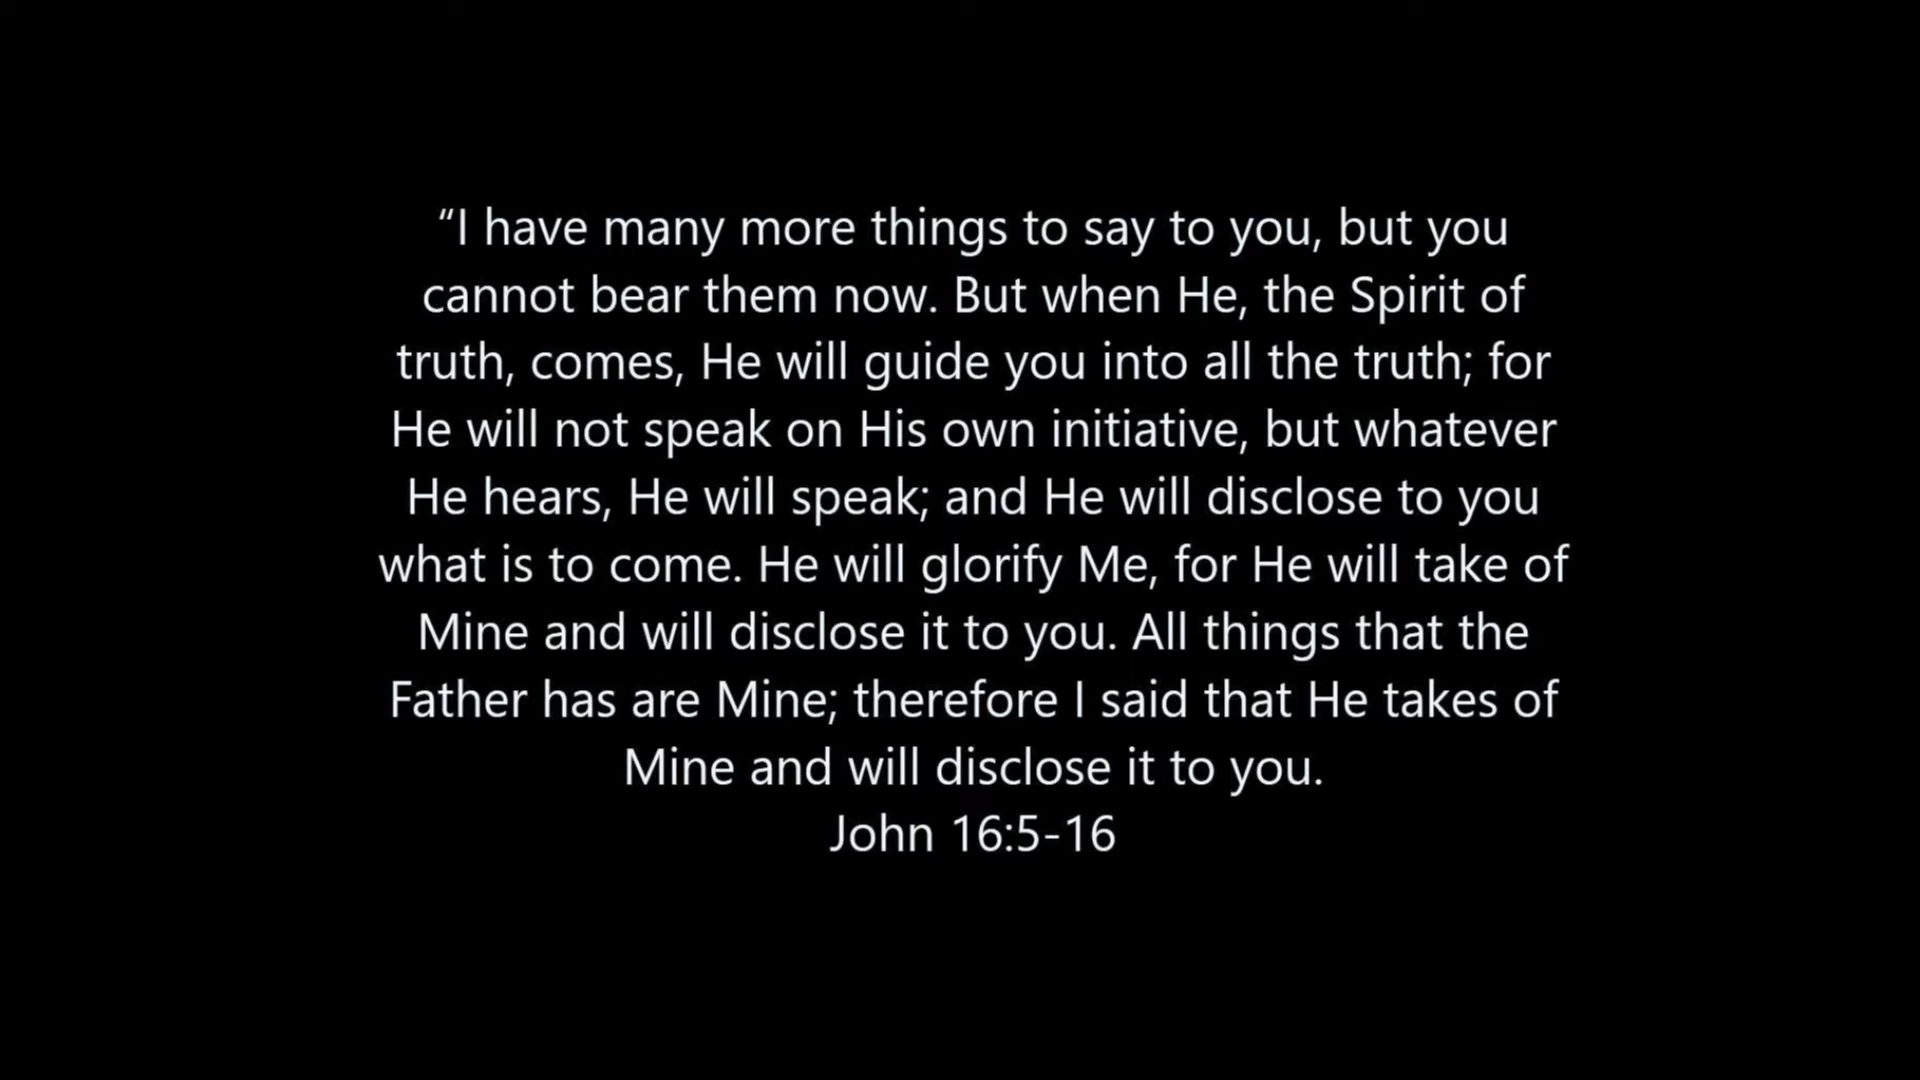 “I have many more things to say to you, but you
cannot bear them now. But when He, the Spirit of
truth, comes, He will guide you into all the truth; for
He will not speak on His own initiative, but whatever
He hears, He will speak; and He will disclose to you
what is to come. He will glorify Me, for He will take of
Mine and will disclose it to you. All things that the
Father has are Mine; therefore I said that He takes of
Mine and will disclose it to you.
John 16:5-16